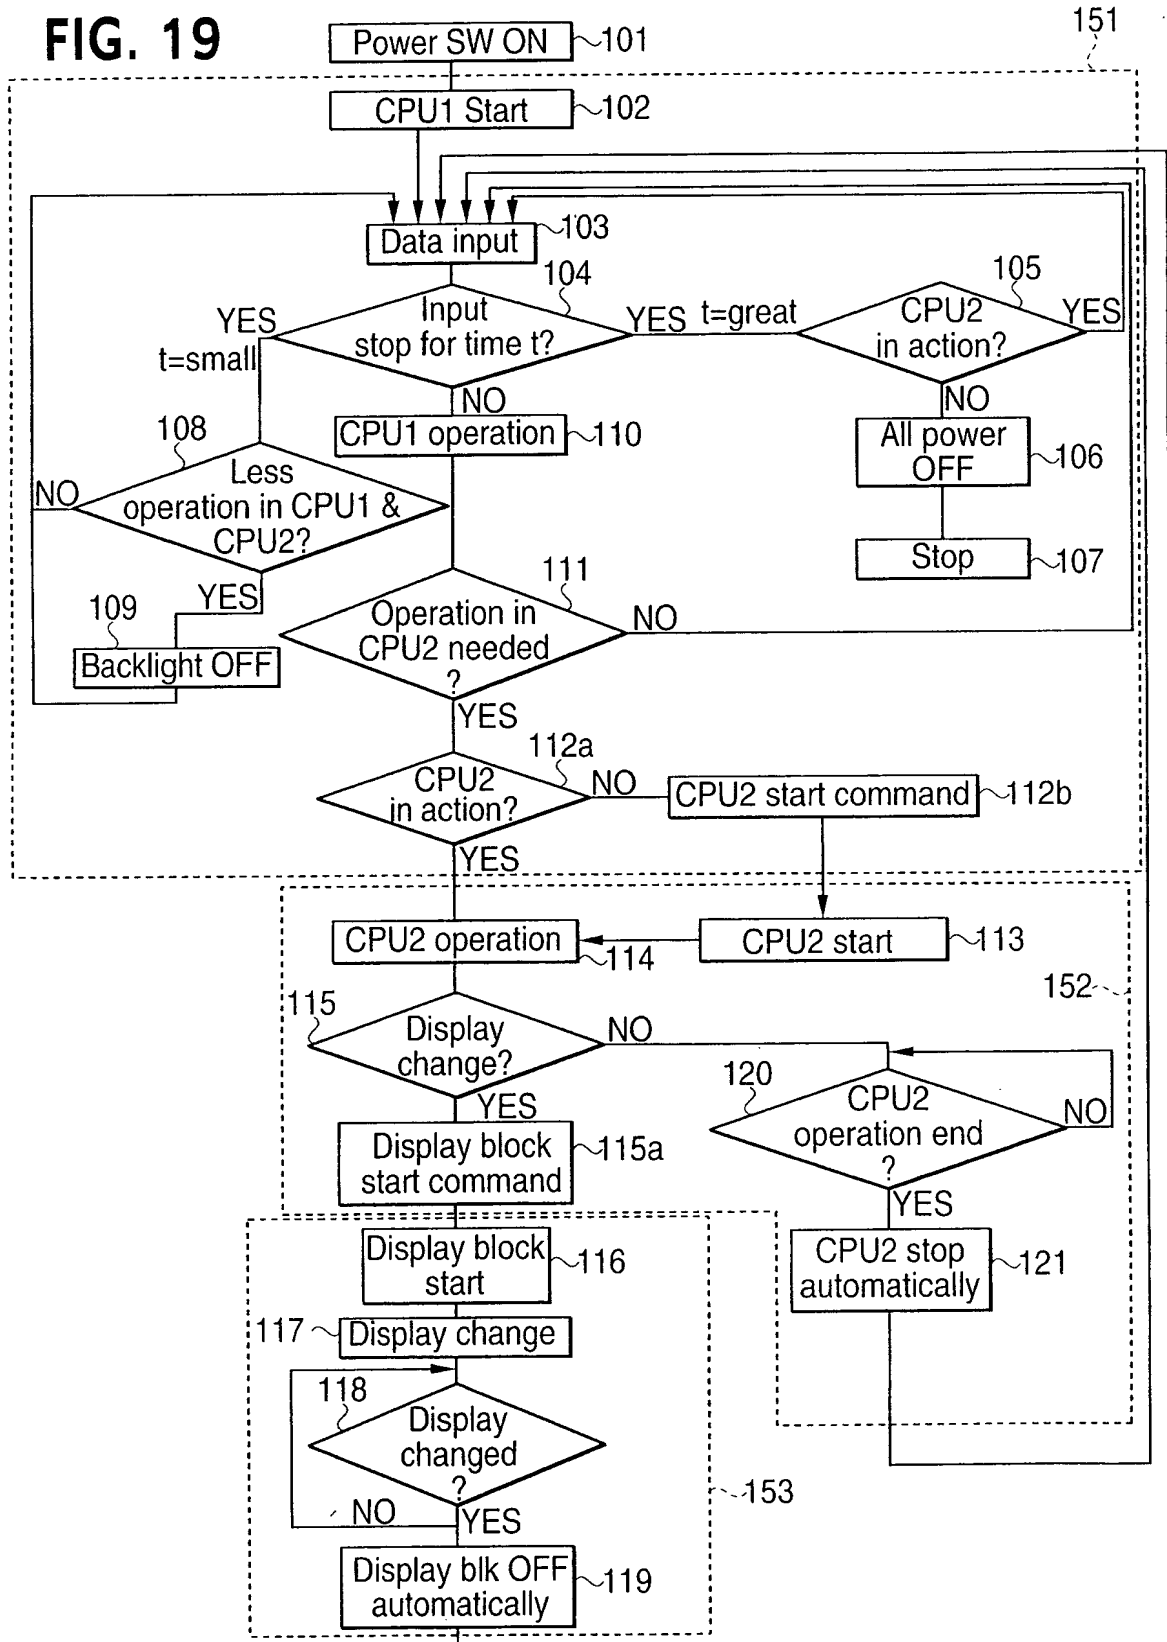 FIG. 19
151
Power SW ON
101
CPU1 Start
102
Data input
103
104
105
Input
stop for time t?
YES
t=small
YES t=great
CPU2
in action?
YES
NO
NO
CPU1 operation
110
All power
OFF
106
108
Less
operation in CPU1 &
CPU2?
NO
YES
Stop
107
109
Backlight OFF
111
Operation in
CPU2 needed
?
NO
YES
112a
CPU2
in action?
NO
CPU2 start command
112b
YES
CPU2 operation
114
CPU2 start
113
152
115
Display
change?
NO
YES
120
CPU2
operation end
?
NO
YES
Display block
start command
115a
Display block
start
116
CPU2 stop
automatically
121
117
Display change
118
Display
changed
?
NO
YES
153
Display blk OFF
automatically
119